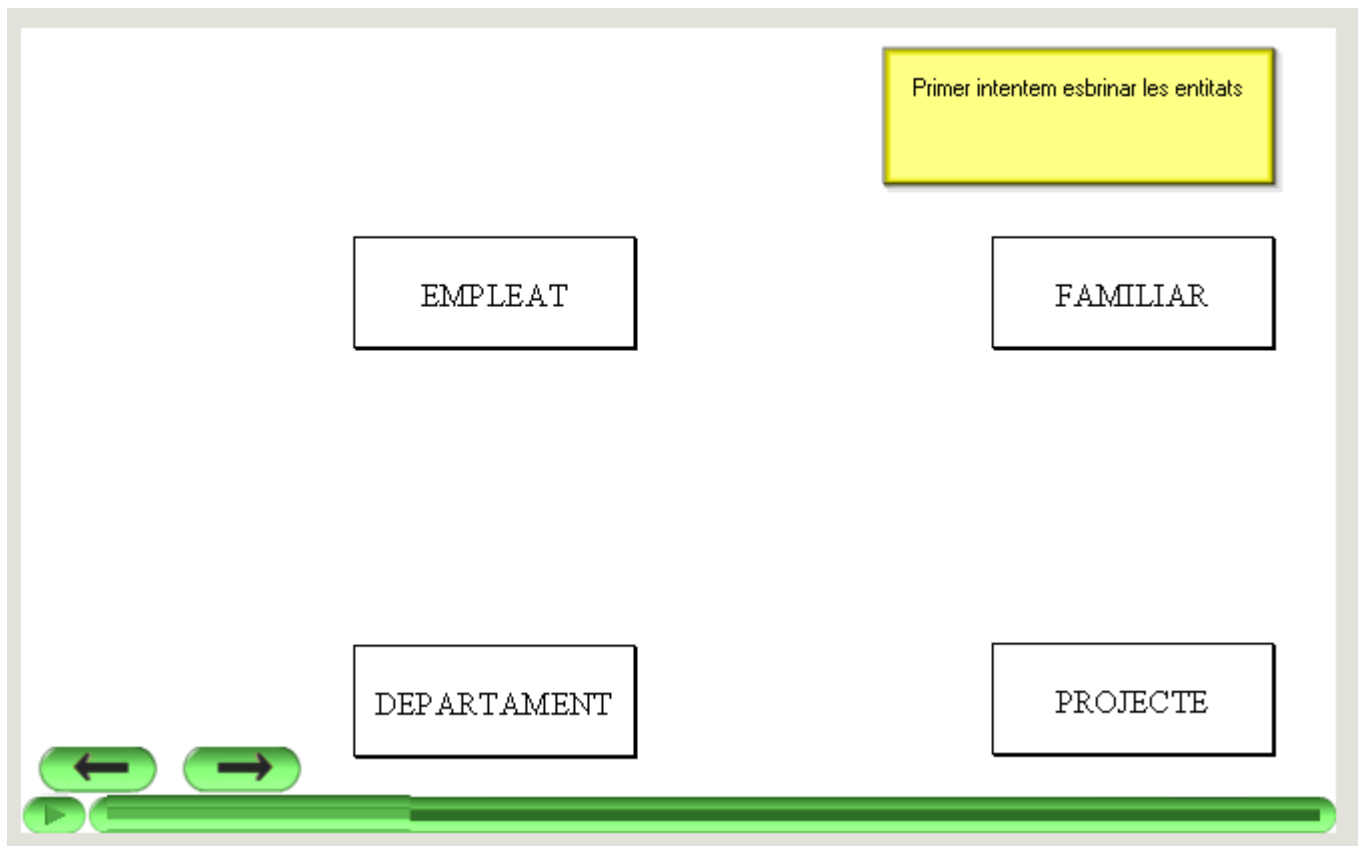 Primer intentem esbrinar les entitats
EMPLEAT
FAMILIAR
DEPARTAMENT
PROJECTE